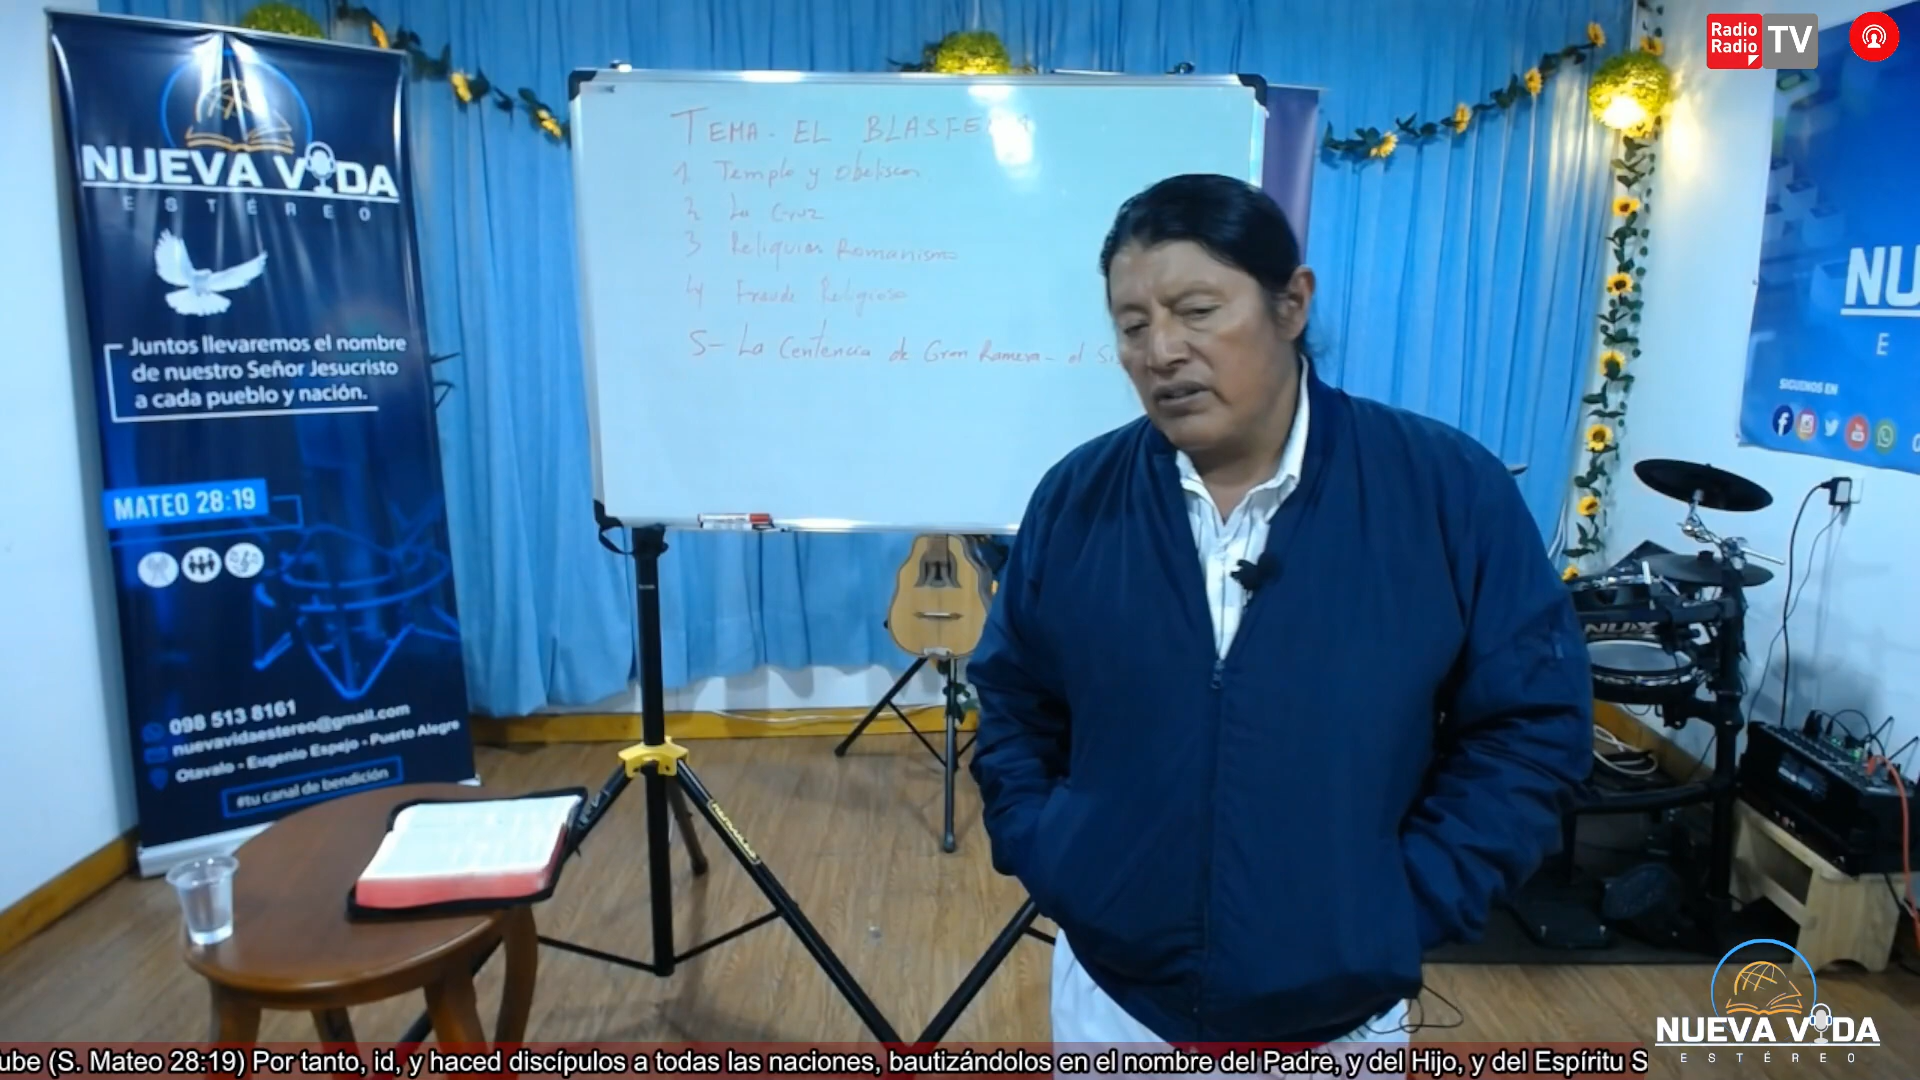 Radio
Radio
TV
NUEVA VIDA
ESTÉREO
Juntos llevaremos el nombre
de nuestro Señor Jesucristo
a cada pueblo y nación.
MATEO 28:19
098 513 8161
nuevavidaestereo@gmail.com
Otavalo - Eugenio Espejo - Puerto Alegre
#tu canal de bendición
TEMA. EL
1. Templo y Obeliscos
2 La Cruz
3 Reliquias Romanismo
4 Fraude Religioso
5- La Centencia de Gran Ramera - el
NU
E
SIGUENOS EN
NUX
NUEVA VIDA
ESTÉREO
ube (S. Mateo 28:19) Por tanto, id, y haced discípulos a todas las naciones, bautizándolos en el nombre del Padre, y del Hijo, y del Espíritu S